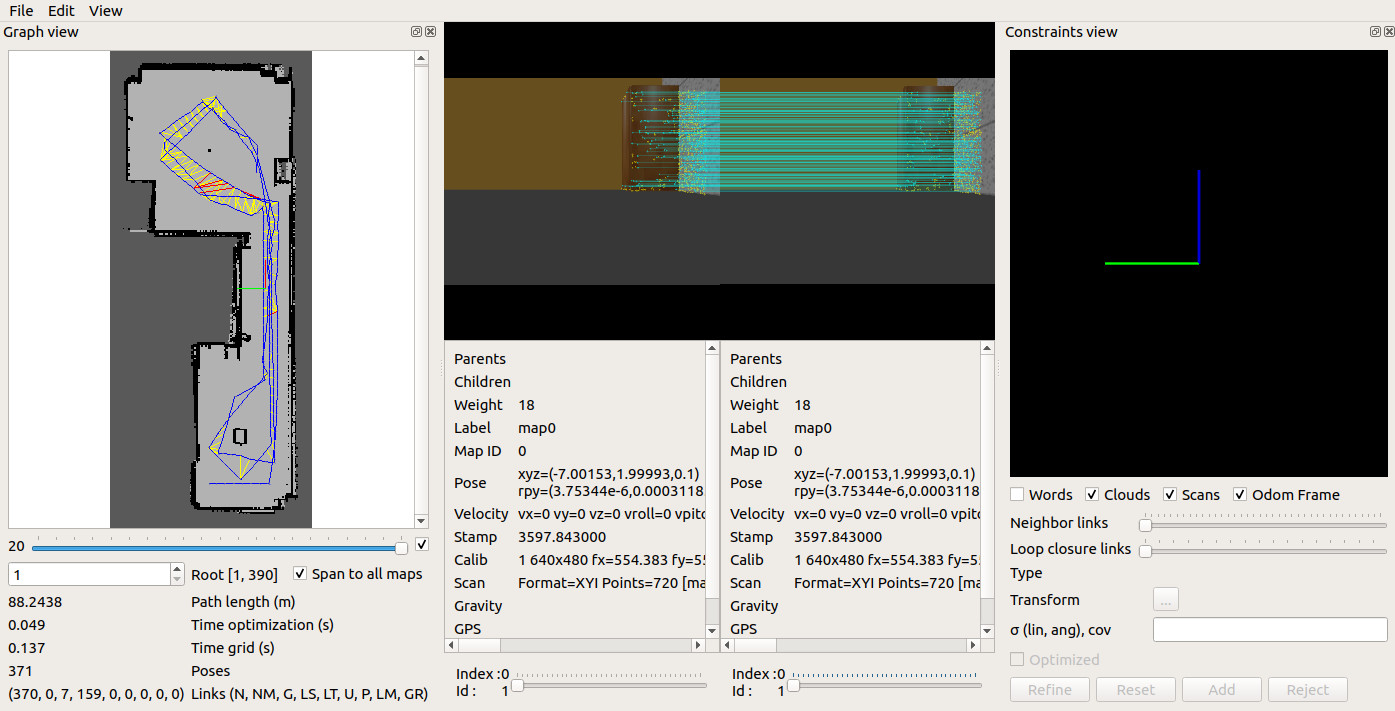 File Edit View
Graph view
20
1 Root [1, 390] Span to all maps
88.2438 Path length (m)
0.049 Time optimization (s)
0.137 Time grid (s)
371 Poses
(370, 0, 7, 159, 0, 0, 0, 0, 0) Links (N, NM, G, LS, LT, U, P, LM, GR)
Parents
Children
Weight 18
Label map0
Map ID 0
Pose xyz=(-7.00153,1.99993,0.1)
rpy=(3.75344e-6,0.0003118
Velocity vx=0 vy=0 vz=0 vroll=0 vpitc
Stamp 3597.843000
Calib 1 640x480 fx=554.383 fy=55
Scan Format=XYI Points=720 [ma
Gravity
GPS
Index :0
Id : 1
Parents
Children
Weight 18
Label map0
Map ID 0
Pose xyz=(-7.00153,1.99993,0.1)
rpy=(3.75344e-6,0.0003118
Velocity vx=0 vy=0 vz=0 vroll=0 vpitc
Stamp 3597.843000
Calib 1 640x480 fx=554.383 fy=55
Scan Format=XYI Points=720 [ma
Gravity
GPS
Index :0
Id : 1
Constraints view
Words Clouds Scans Odom Frame
Neighbor links
Loop closure links
Type
Transform ...
σ (lin, ang), cov
Optimized
Refine Reset Add Reject